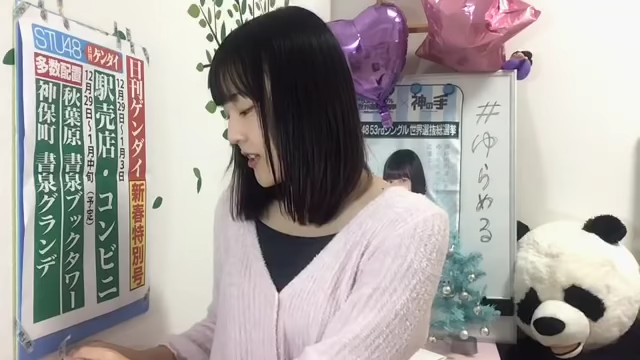 STU48
日刊ゲンダイ
多数配置
日刊ゲンダイ 新春特別号
12月29日～1月3日
駅売店・コンビニ
12月29日～1月中旬(予定)
秋葉原 書泉ブックタワー
神保町 書泉グランデ
神の手
53rdシングル 世界選抜総選挙
#ゆらめる